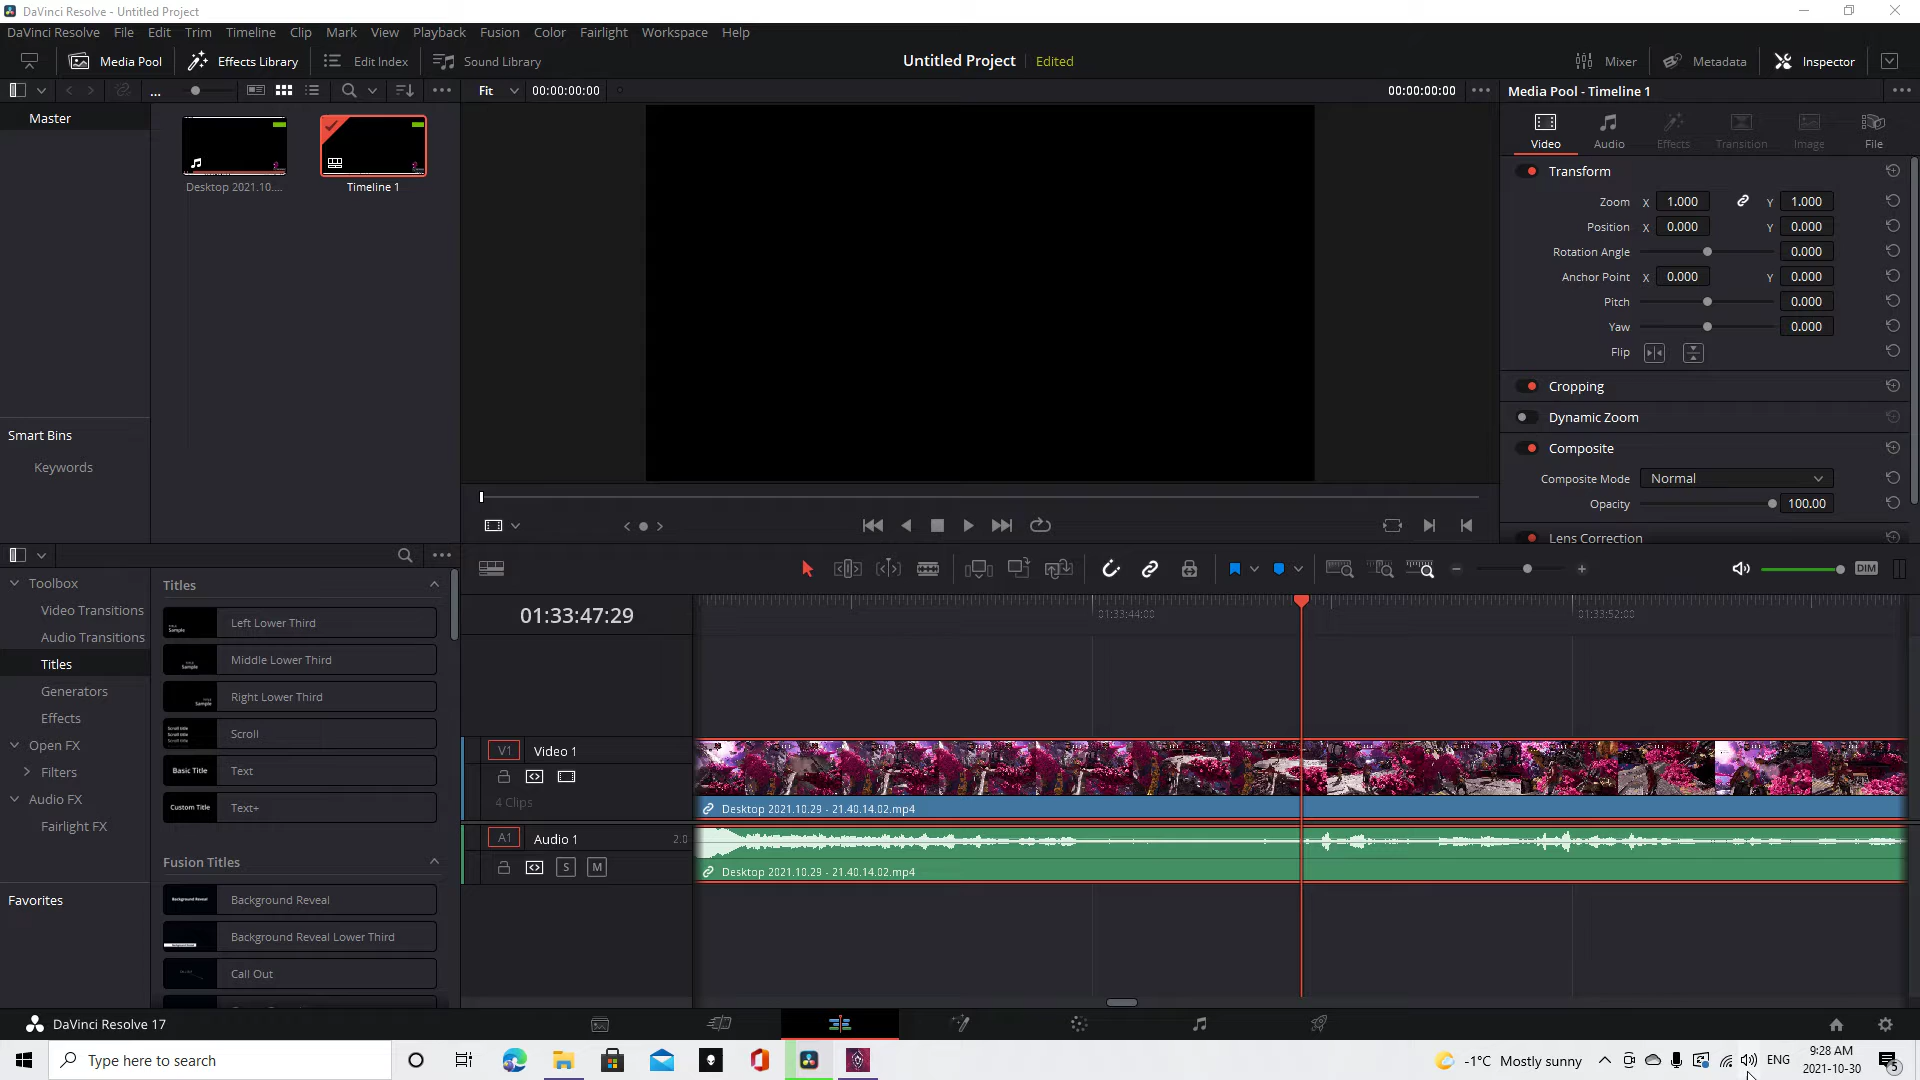 DaVinci Resolve - Untitled Project
DaVinci Resolve File Edit Trim Timeline Clip Mark View Playback Fusion Color Fairlight Workspace Help
Media Pool Effects Library Edit Index Sound Library Untitled Project Edited Mixer Metadata Inspector
... Fit 00:00:00:00 00:00:00:00 Media Pool - Timeline 1
Master
Desktop 2021.10....
Timeline 1
Smart Bins
Keywords
Video Audio Effects Transition Image File
Transform
Zoom X 1.000 Y 1.000
Position X 0.000 Y 0.000
Rotation Angle 0.000
Anchor Point X 0.000 Y 0.000
Pitch 0.000
Yaw 0.000
Flip
Cropping
Dynamic Zoom
Composite
Composite Mode Normal
Opacity 100.00
Lens Correction
DIM
Toolbox
Video Transitions
Audio Transitions
Titles
Generators
Effects
Open FX
Filters
Audio FX
Fairlight FX
Favorites
Titles
Left Lower Third
Middle Lower Third
Right Lower Third
Scroll
Basic Title Text
Custom Title Text+
Fusion Titles
Background Reveal Background Reveal
Background Reveal Lower Third
Call Out
01:33:47:29
01:33:44:00 01:33:52:00
V1 Video 1
4 Clips
Desktop 2021.10.29 - 21.40.14.02.mp4
A1 Audio 1 2.0
S M
Desktop 2021.10.29 - 21.40.14.02.mp4
DaVinci Resolve 17
Type here to search
-1°C Mostly sunny
ENG
9:28 AM
2021-10-30
5